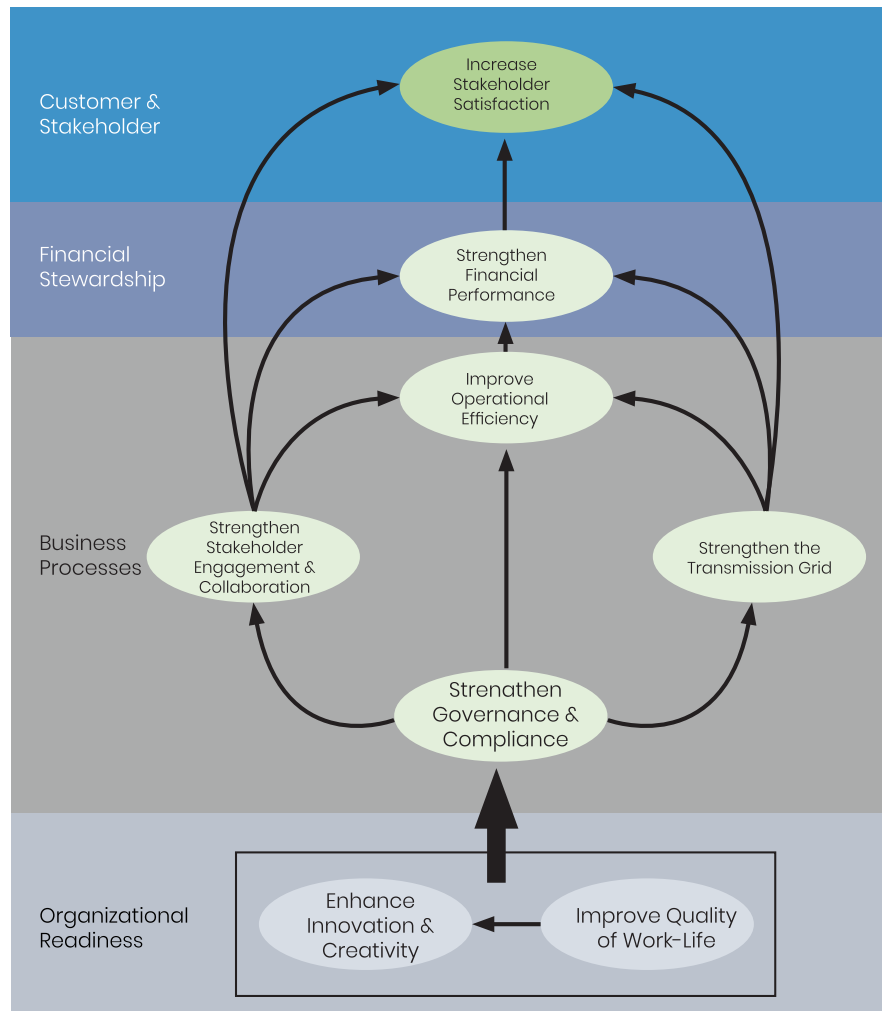 Customer &
Stakeholder
Increase
Stakeholder
Satisfaction
Financial
Stewardship
Strengthen
Financial
Performance
Improve
Operational
Efficiency
Business
Processes
Strengthen
Stakeholder
Engagement &
Collaboration
Strengthen the
Transmission Grid
Strenathen
Governance &
Compliance
Organizational
Readiness
Enhance
Innovation &
Creativity
Improve Quality
of Work-Life